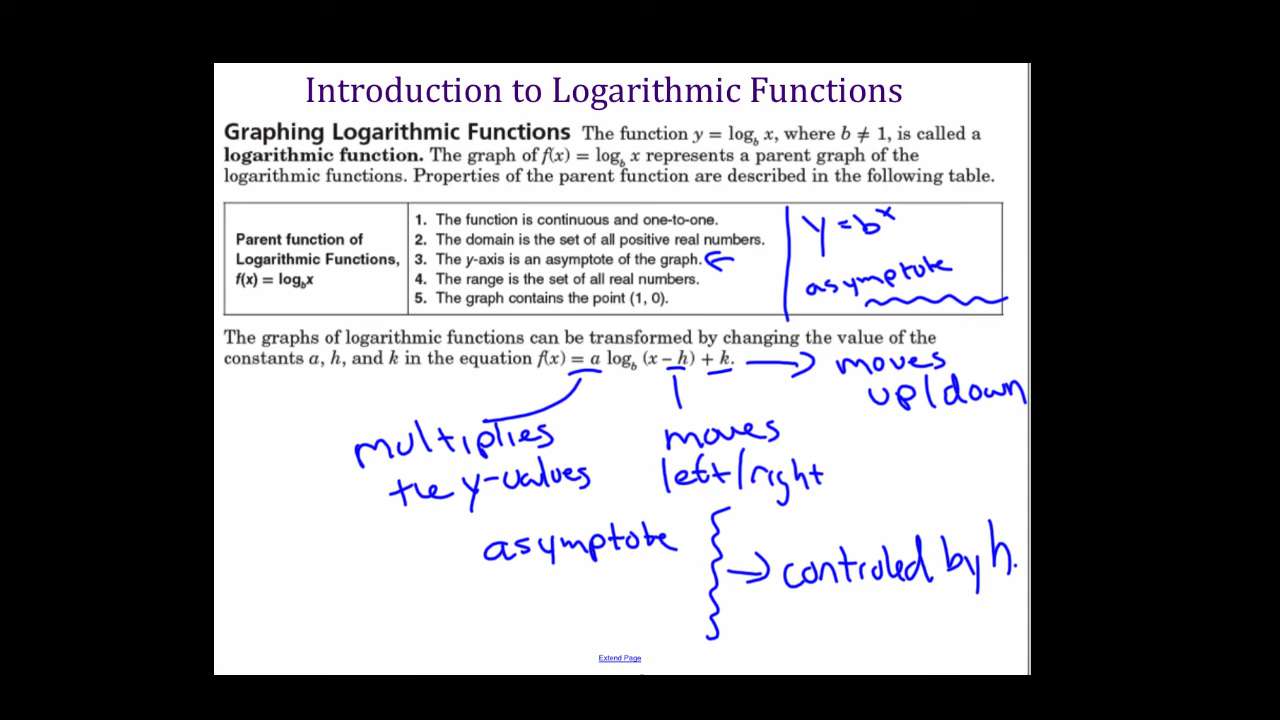 Introduction to Logarithmic Functions
Graphing Logarithmic Functions The function y = log_b x, where b ≠ 1, is called a
logarithmic function. The graph of f(x) = log_b x represents a parent graph of the
logarithmic functions. Properties of the parent function are described in the following table.
Parent function of
Logarithmic Functions,
f(x) = log_b x
1. The function is continuous and one-to-one.
2. The domain is the set of all positive real numbers.
3. The y-axis is an asymptote of the graph.
4. The range is the set of all real numbers.
5. The graph contains the point (1, 0).
y = b^x
asymptote
The graphs of logarithmic functions can be transformed by changing the value of the
constants a, h, and k in the equation f(x) = a log_b (x − h) + k.
moves
up/down
multiplies
the y-values
moves
left/right
asymptote
controled by h.
Extend Page